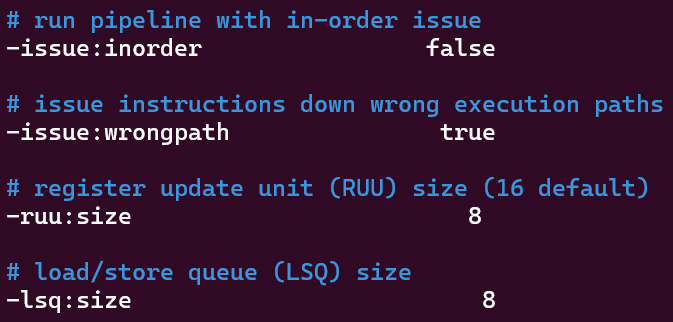 # run pipeline with in-order issue
-issue:inorder false
# issue instructions down wrong execution paths
-issue:wrongpath true
# register update unit (RUU) size (16 default)
-ruu:size 8
# load/store queue (LSQ) size
-lsq:size 8